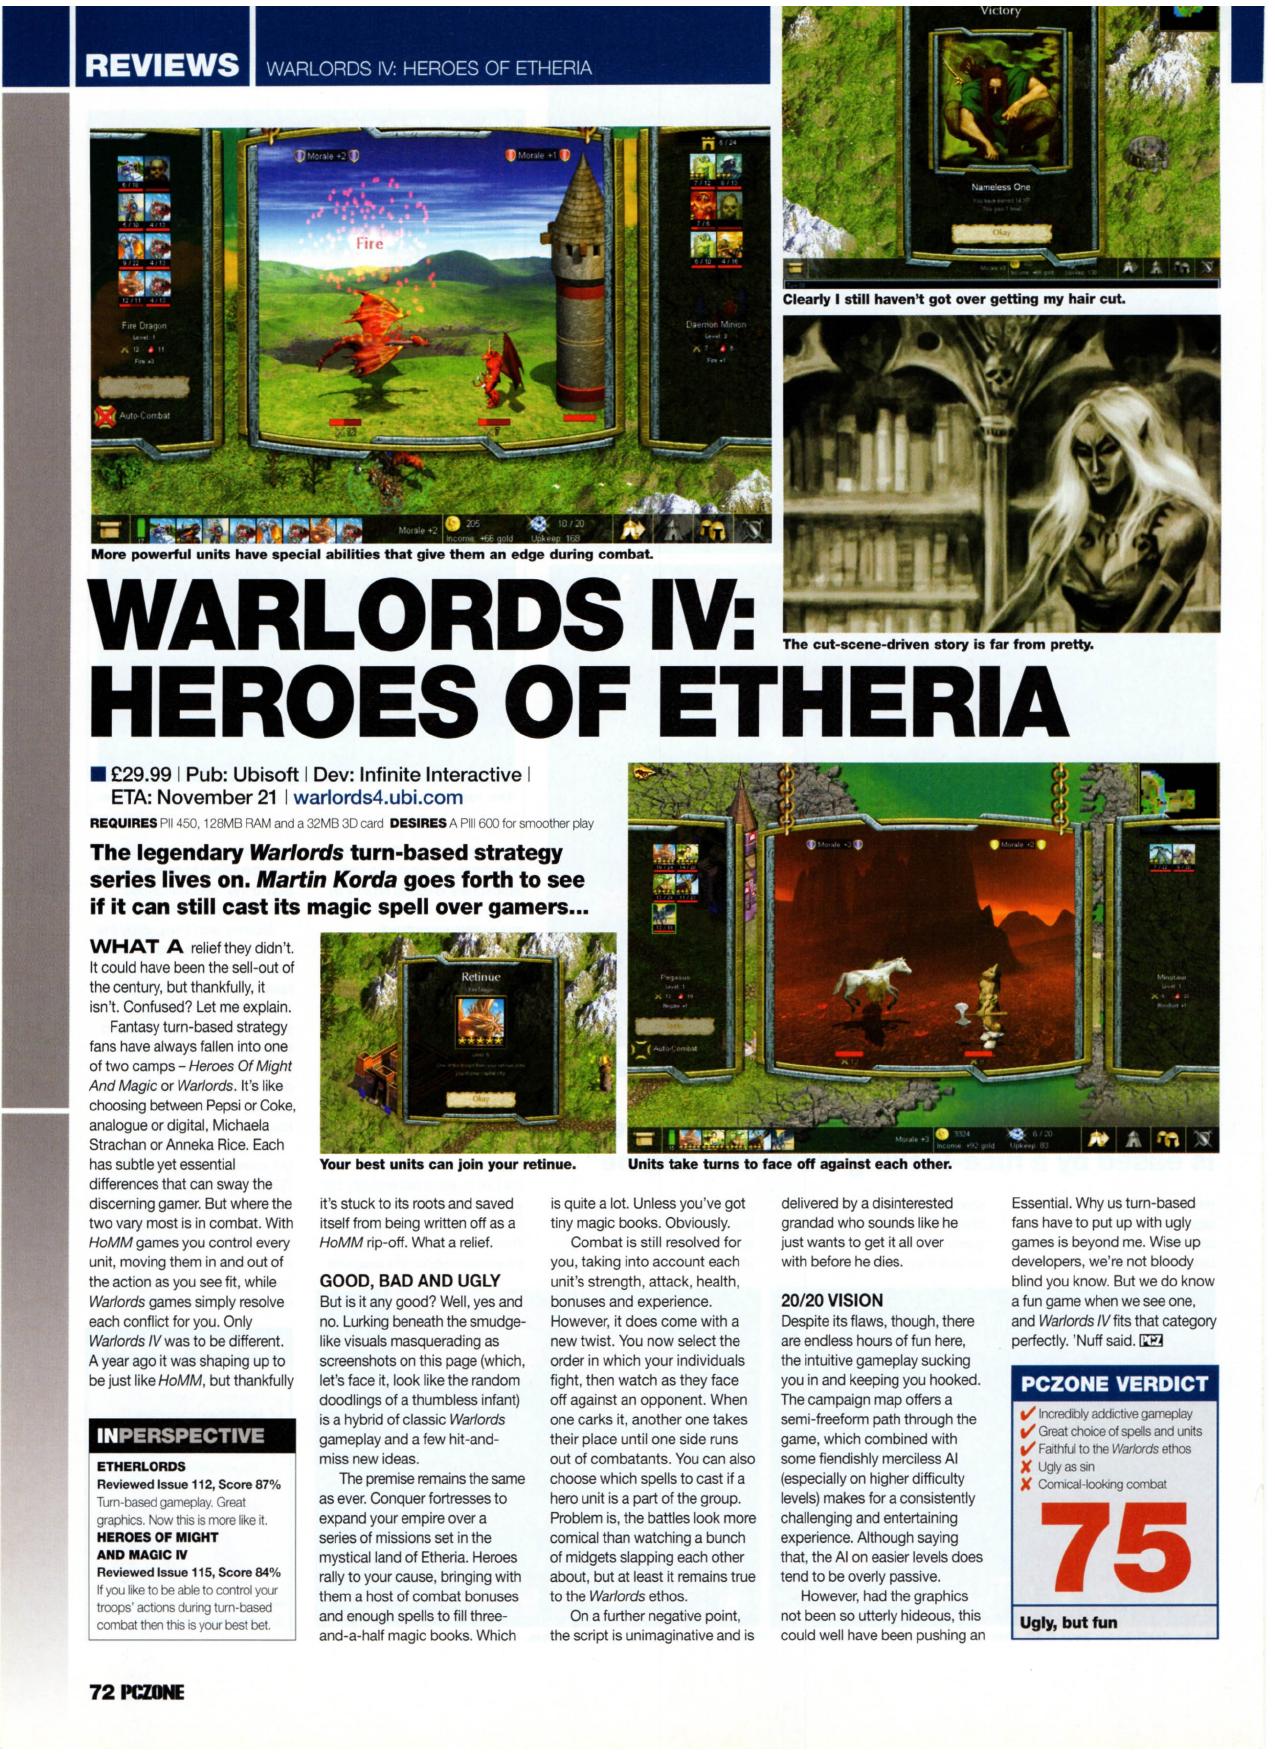 REVIEWS
WARLORDS IV: HEROES OF ETHERIA
Morale +2
Morale +1
Fire
Fire Dragon
Level: 1
Auto-Combat
6 / 24
Daemon Minion
Level: 2
Morale +2
205
Income: +66 gold
10 / 20
Upkeep: 168
More powerful units have special abilities that give them an edge during combat.
Victory
Nameless One
Okay
Clearly I still haven't got over getting my hair cut.
The cut-scene-driven story is far from pretty.
WARLORDS IV:
HEROES OF ETHERIA
£29.99 | Pub: Ubisoft | Dev: Infinite Interactive |
ETA: November 21 | warlords4.ubi.com
REQUIRES PII 450, 128MB RAM and a 32MB 3D card DESIRES A PIII 600 for smoother play
The legendary Warlords turn-based strategy
series lives on. Martin Korda goes forth to see
if it can still cast its magic spell over gamers...
WHAT A relief they didn't.
It could have been the sell-out of
the century, but thankfully, it
isn't. Confused? Let me explain.
Fantasy turn-based strategy
fans have always fallen into one
of two camps – Heroes Of Might
And Magic or Warlords. It's like
choosing between Pepsi or Coke,
analogue or digital, Michaela
Strachan or Anneka Rice. Each
has subtle yet essential
differences that can sway the
discerning gamer. But where the
two vary most is in combat. With
HoMM games you control every
unit, moving them in and out of
the action as you see fit, while
Warlords games simply resolve
each conflict for you. Only
Warlords IV was to be different.
A year ago it was shaping up to
be just like HoMM, but thankfully
INPERSPECTIVE
ETHERLORDS
Reviewed Issue 112, Score 87%
Turn-based gameplay. Great
graphics. Now this is more like it.
HEROES OF MIGHT
AND MAGIC IV
Reviewed Issue 115, Score 84%
If you like to be able to control your
troops' actions during turn-based
combat then this is your best bet.
Retinue
Okay
Your best units can join your retinue.
Morale +3
Morale +2
Pegasus
Level: 1
Auto-Combat
Minotaur
Level: 1
Morale +3
3324
Income: +92 gold
6 / 20
Upkeep: 83
Units take turns to face off against each other.
it's stuck to its roots and saved
itself from being written off as a
HoMM rip-off. What a relief.
GOOD, BAD AND UGLY
But is it any good? Well, yes and
no. Lurking beneath the smudge-
like visuals masquerading as
screenshots on this page (which,
let's face it, look like the random
doodlings of a thumbless infant)
is a hybrid of classic Warlords
gameplay and a few hit-and-
miss new ideas.
The premise remains the same
as ever. Conquer fortresses to
expand your empire over a
series of missions set in the
mystical land of Etheria. Heroes
rally to your cause, bringing with
them a host of combat bonuses
and enough spells to fill three-
and-a-half magic books. Which
is quite a lot. Unless you've got
tiny magic books. Obviously.
Combat is still resolved for
you, taking into account each
unit's strength, attack, health,
bonuses and experience.
However, it does come with a
new twist. You now select the
order in which your individuals
fight, then watch as they face
off against an opponent. When
one carks it, another one takes
their place until one side runs
out of combatants. You can also
choose which spells to cast if a
hero unit is a part of the group.
Problem is, the battles look more
comical than watching a bunch
of midgets slapping each other
about, but at least it remains true
to the Warlords ethos.
On a further negative point,
the script is unimaginative and is
delivered by a disinterested
grandad who sounds like he
just wants to get it all over
with before he dies.
20/20 VISION
Despite its flaws, though, there
are endless hours of fun here,
the intuitive gameplay sucking
you in and keeping you hooked.
The campaign map offers a
semi-freeform path through the
game, which combined with
some fiendishly merciless AI
(especially on higher difficulty
levels) makes for a consistently
challenging and entertaining
experience. Although saying
that, the AI on easier levels does
tend to be overly passive.
However, had the graphics
not been so utterly hideous, this
could well have been pushing an
Essential. Why us turn-based
fans have to put up with ugly
games is beyond me. Wise up
developers, we're not bloody
blind you know. But we do know
a fun game when we see one,
and Warlords IV fits that category
perfectly. 'Nuff said. PCZ
PCZONE VERDICT
Incredibly addictive gameplay
Great choice of spells and units
Faithful to the Warlords ethos
Ugly as sin
Comical-looking combat
75
Ugly, but fun
72 PCZONE